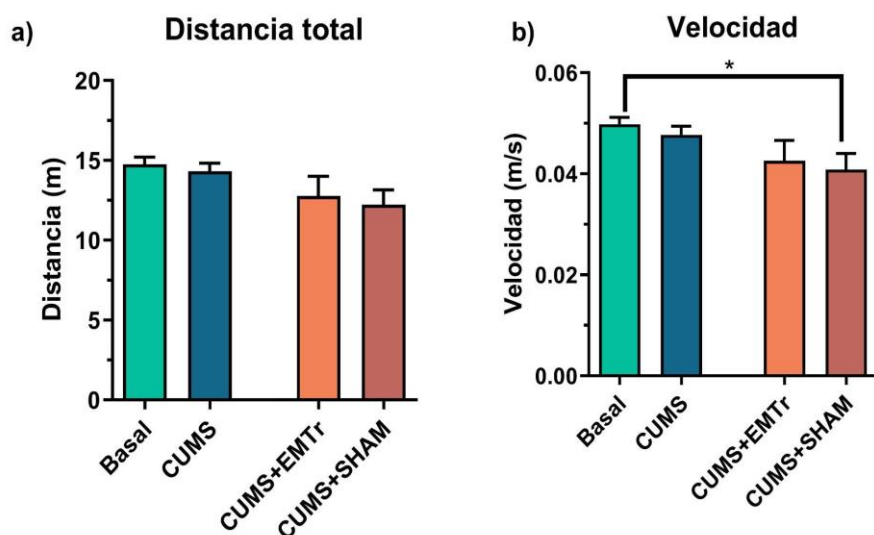 a)
Distancia total
Distancia (m)
20
15
10
5
0
Basal
CUMS
CUMS+EMTr
CUMS+SHAM
b)
Velocidad
Velocidad (m/s)
0.06
0.04
0.02
0.00
*
Basal
CUMS
CUMS+EMTr
CUMS+SHAM